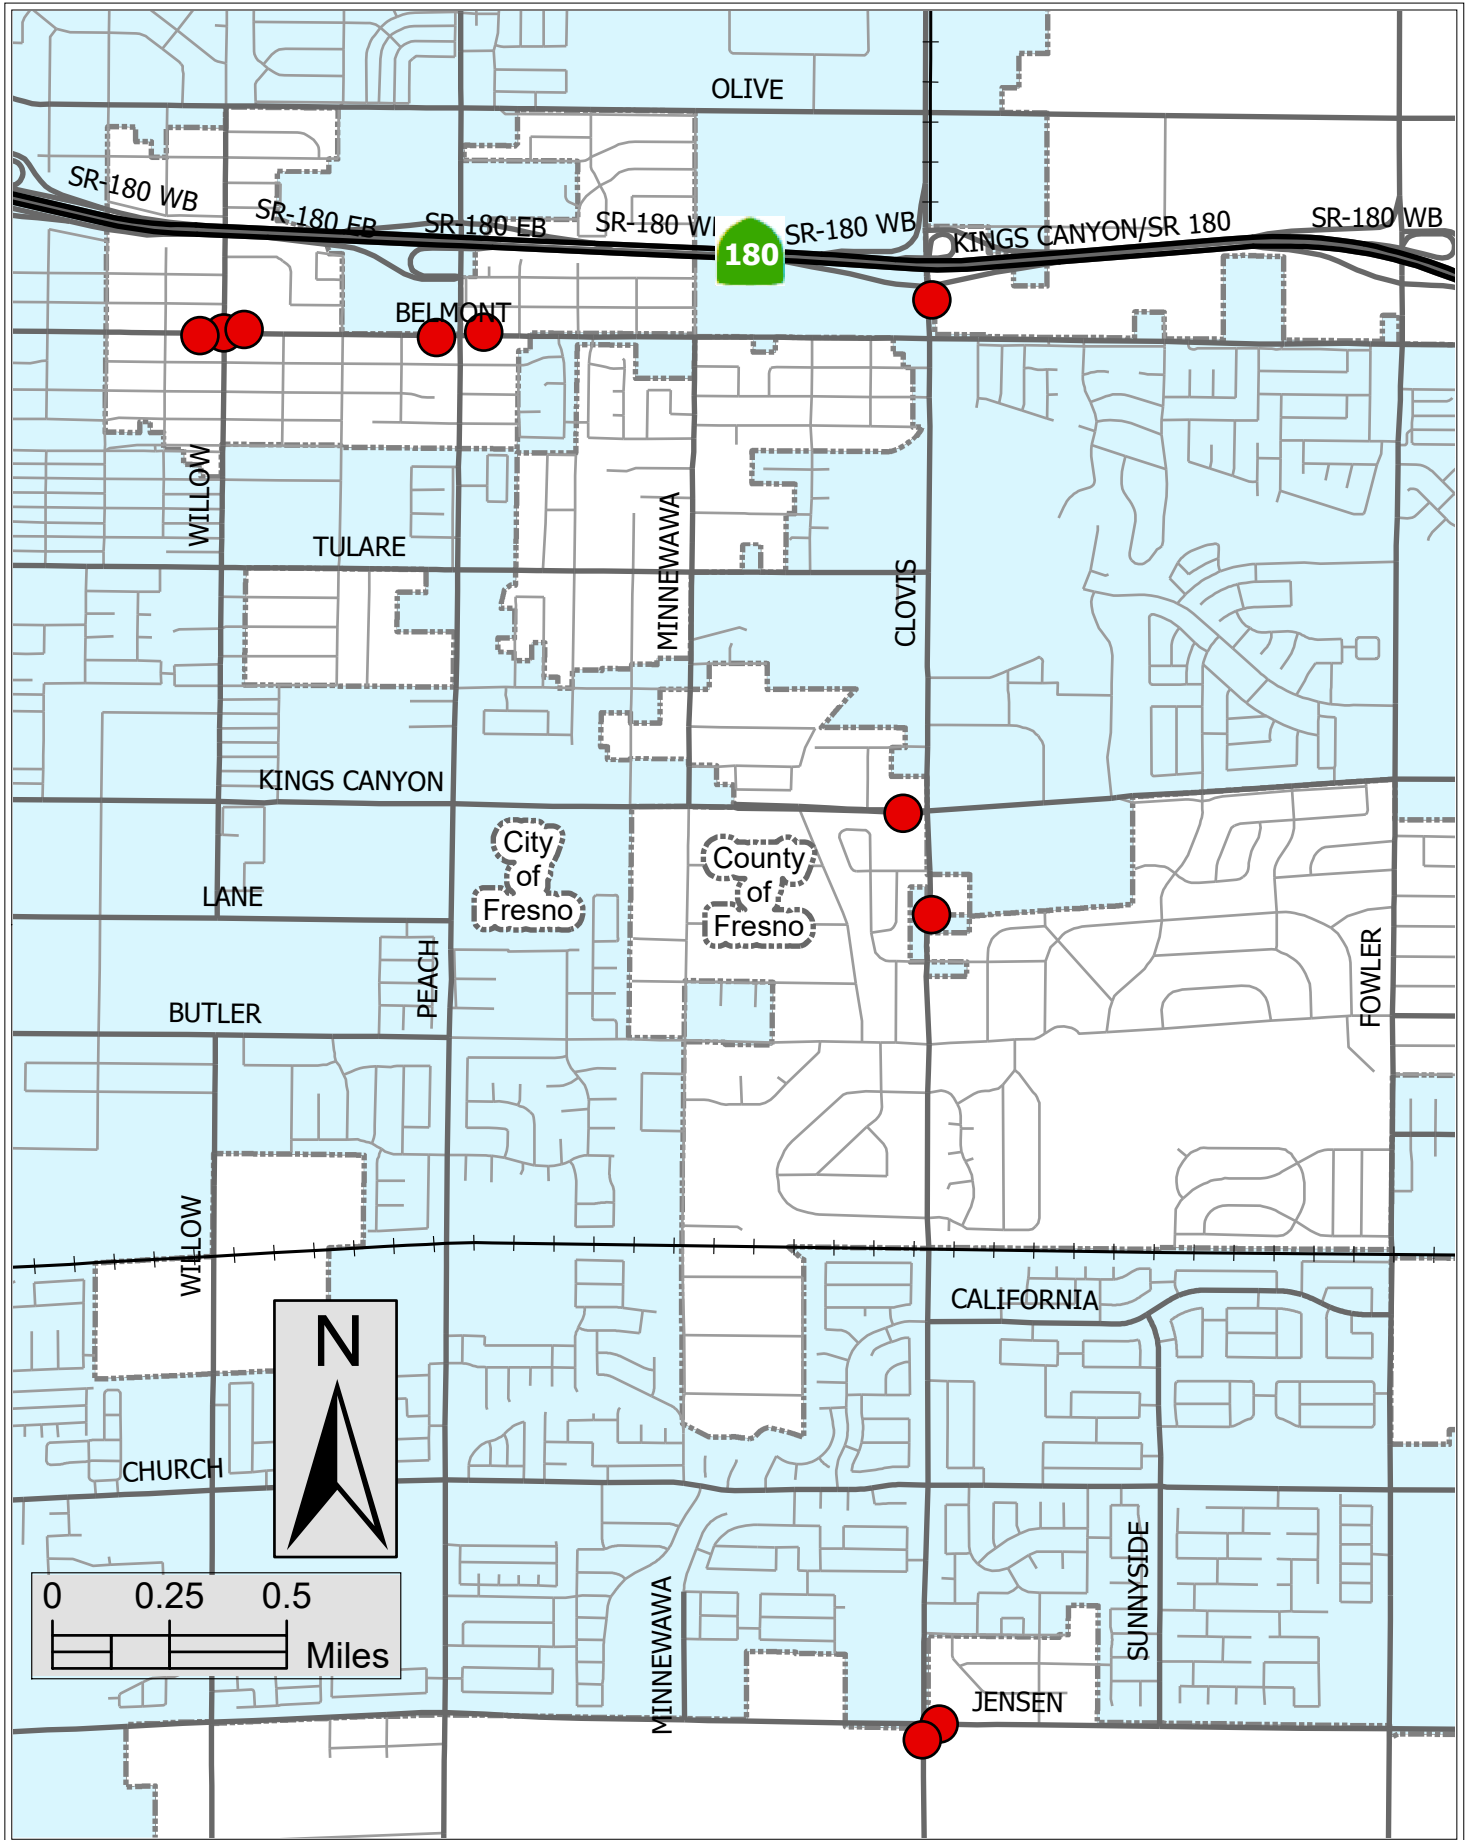 OLIVE
SR-180 WB
SR-180 EB
SR-180 EB
SR-180 WB
SR-180 WB
KINGS CANYON/SR 180
SR-180 WB
180
BELMONT
WILLOW
TULARE
MINNEWAWA
CLOVIS
KINGS CANYON
City
of
Fresno
County
of
Fresno
LANE
PEACH
FOWLER
BUTLER
WILLOW
CALIFORNIA
N
CHURCH
SUNNYSIDE
0 0.25 0.5
Miles
MINNEWAWA
JENSEN